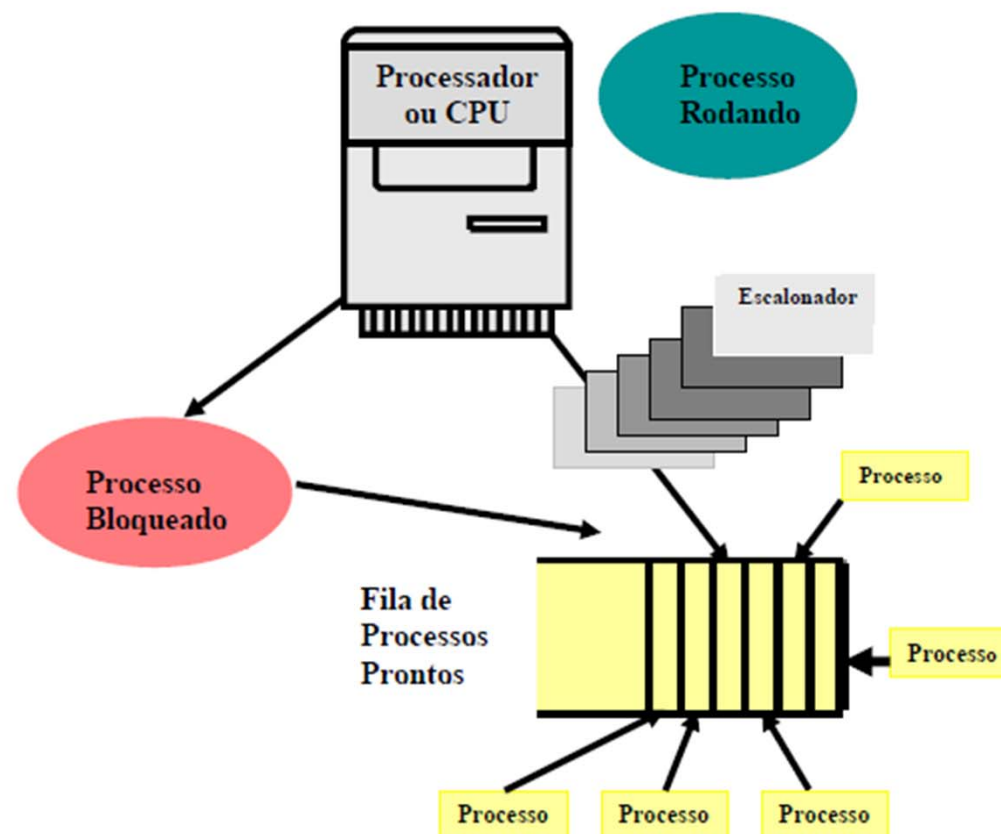 Processador
ou CPU
Processo
Rodando
Escalonador
Processo
Bloqueado
Processo
Fila de
Processos
Prontos
Processo
Processo
Processo
Processo